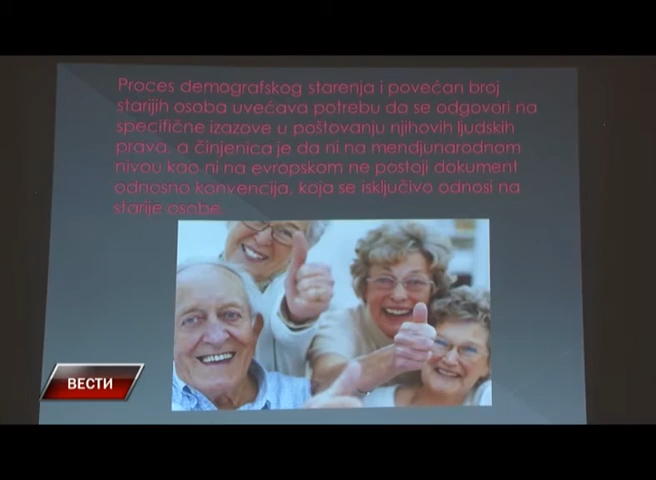 Proces demografskog starenja i povećan broj
starijih osoba uvećava potrebu da se odgovori na
specifične izazove u poštovanju njihovih ljudskih
prava, a činjenica je da ni na mendjunarodnom
nivou kao ni na evropskom ne postoji dokument
odnosno konvencija, koja se isključivo odnosi na
starije osobe.
ВЕСТИ